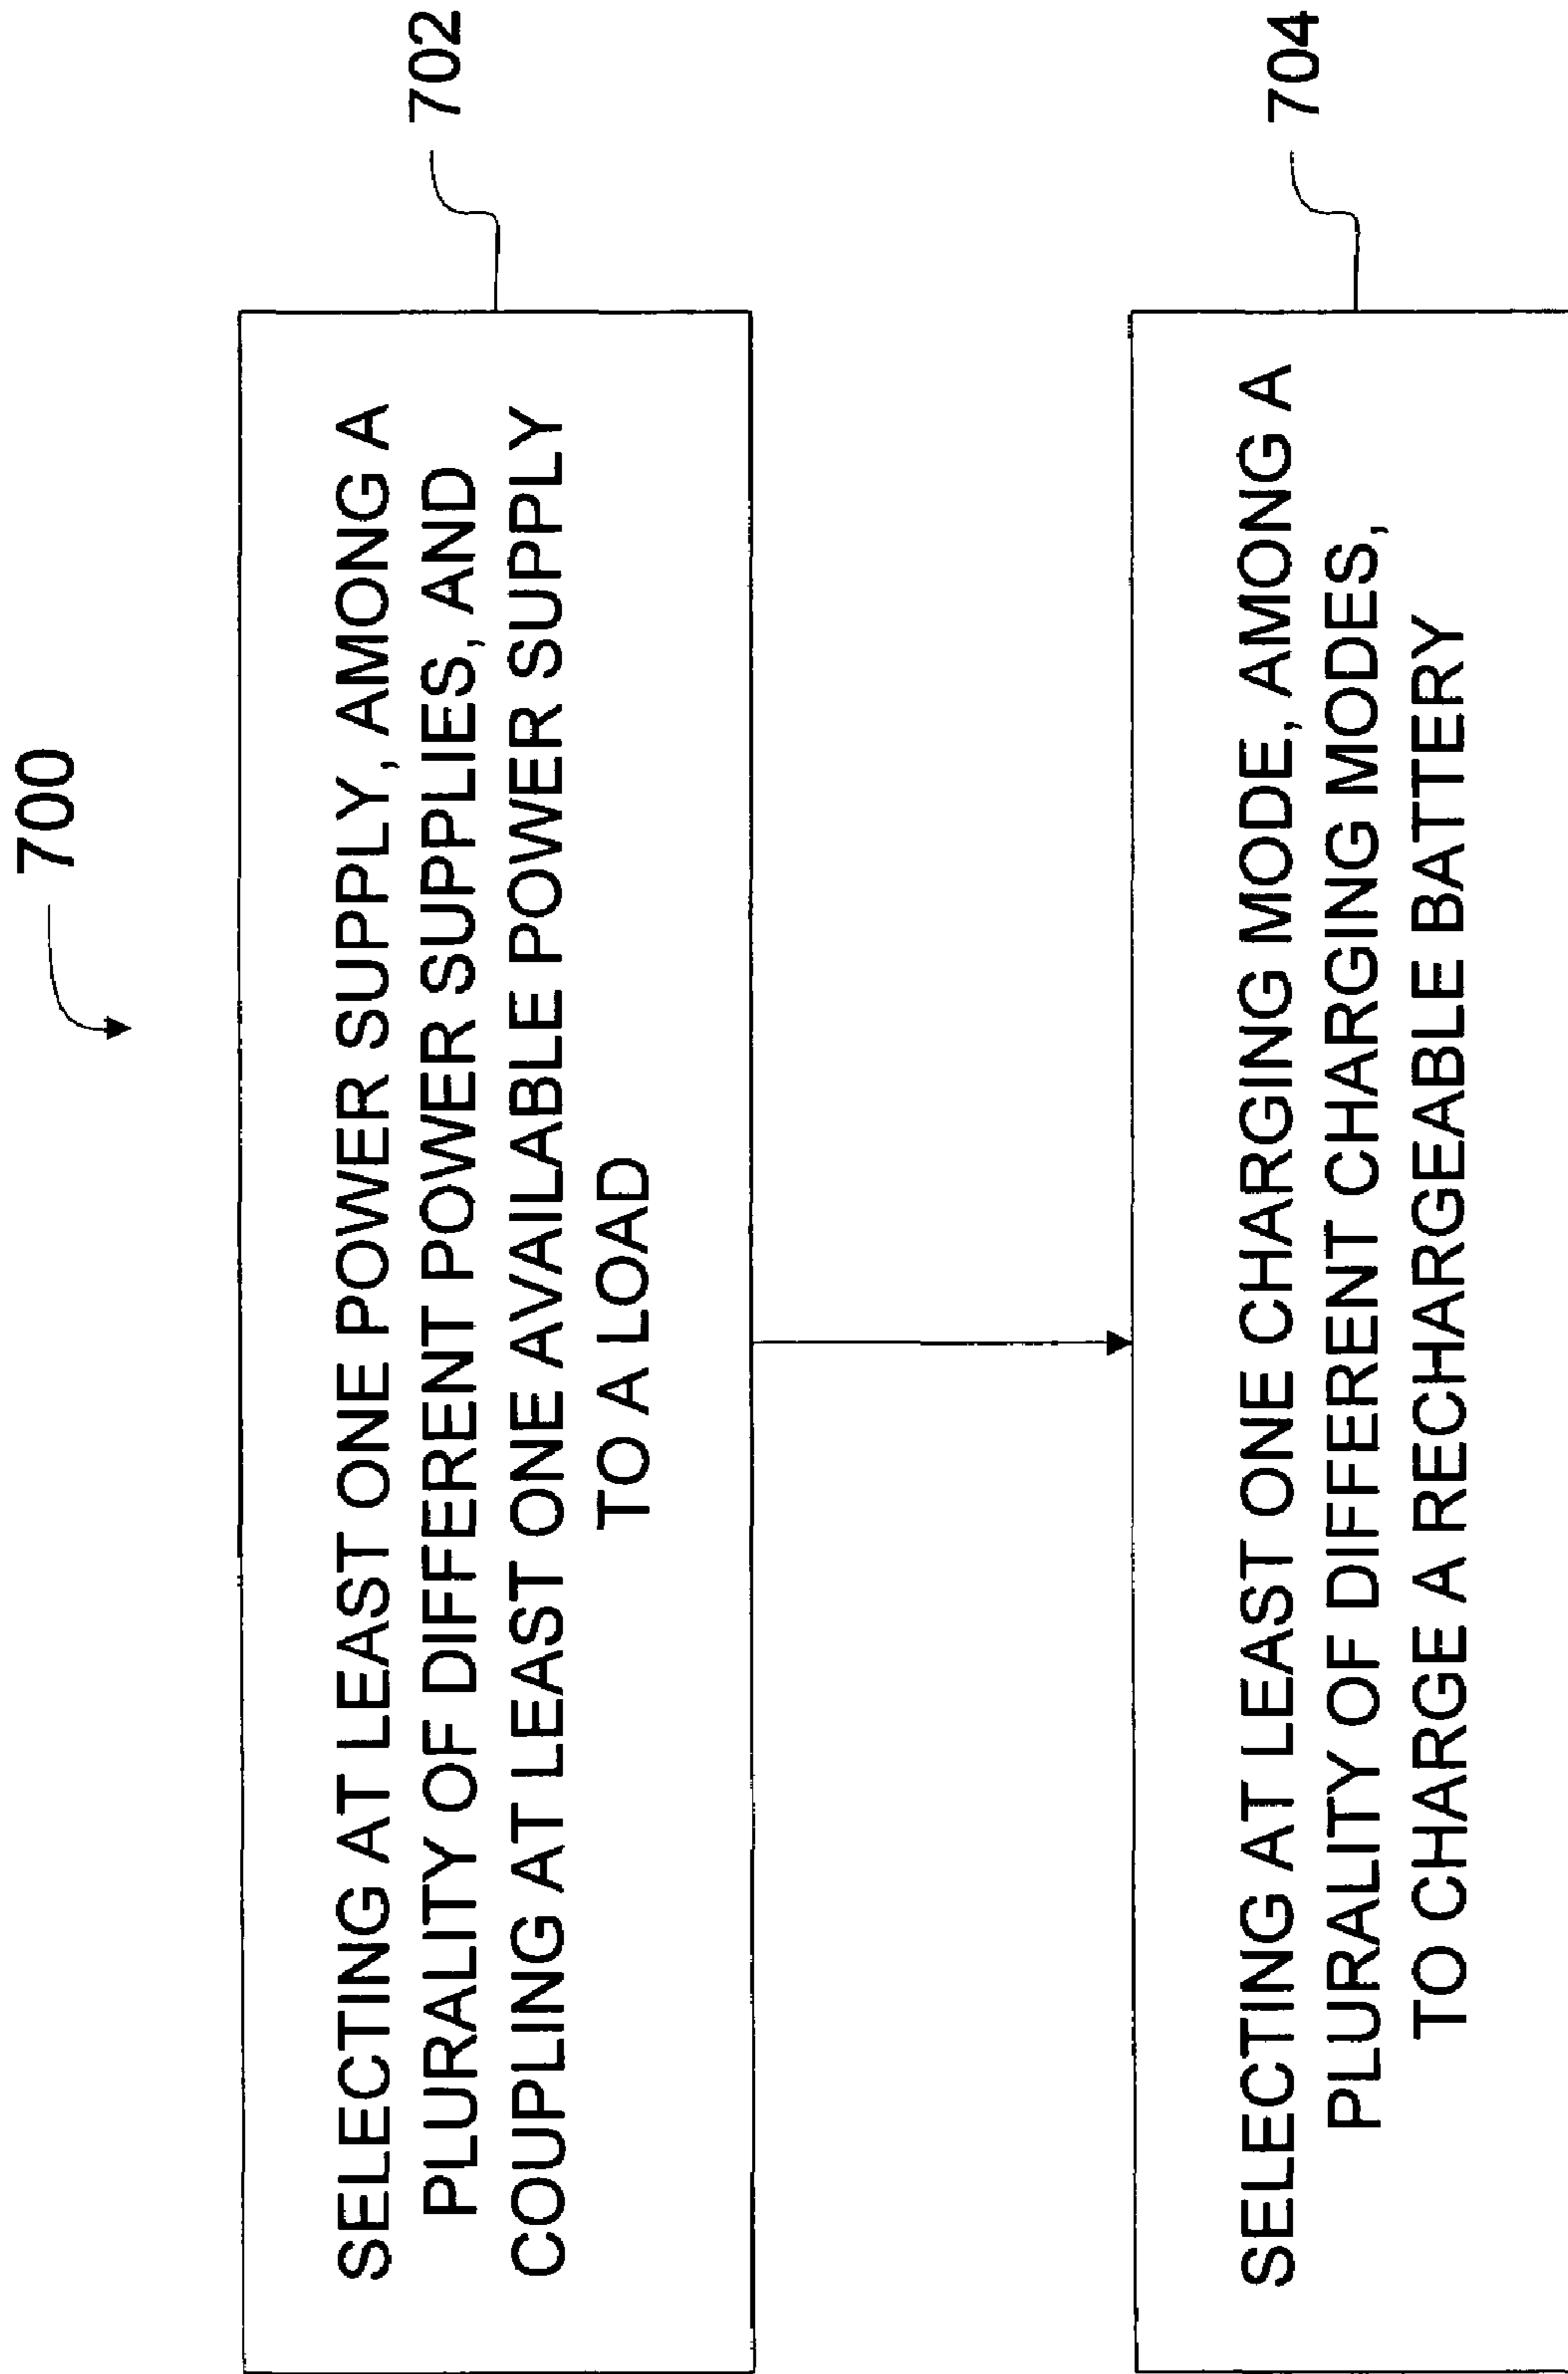 700
SELECTING AT LEAST ONE POWER SUPPLY, AMONG A
PLURALITY OF DIFFERENT POWER SUPPLIES, AND
COUPLING AT LEAST ONE AVAILABLE POWER SUPPLY
TO A LOAD
702
SELECTING AT LEAST ONE CHARGING MODE, AMONG A
PLURALITY OF DIFFERENT CHARGING MODES,
TO CHARGE A RECHARGEABLE BATTERY
704